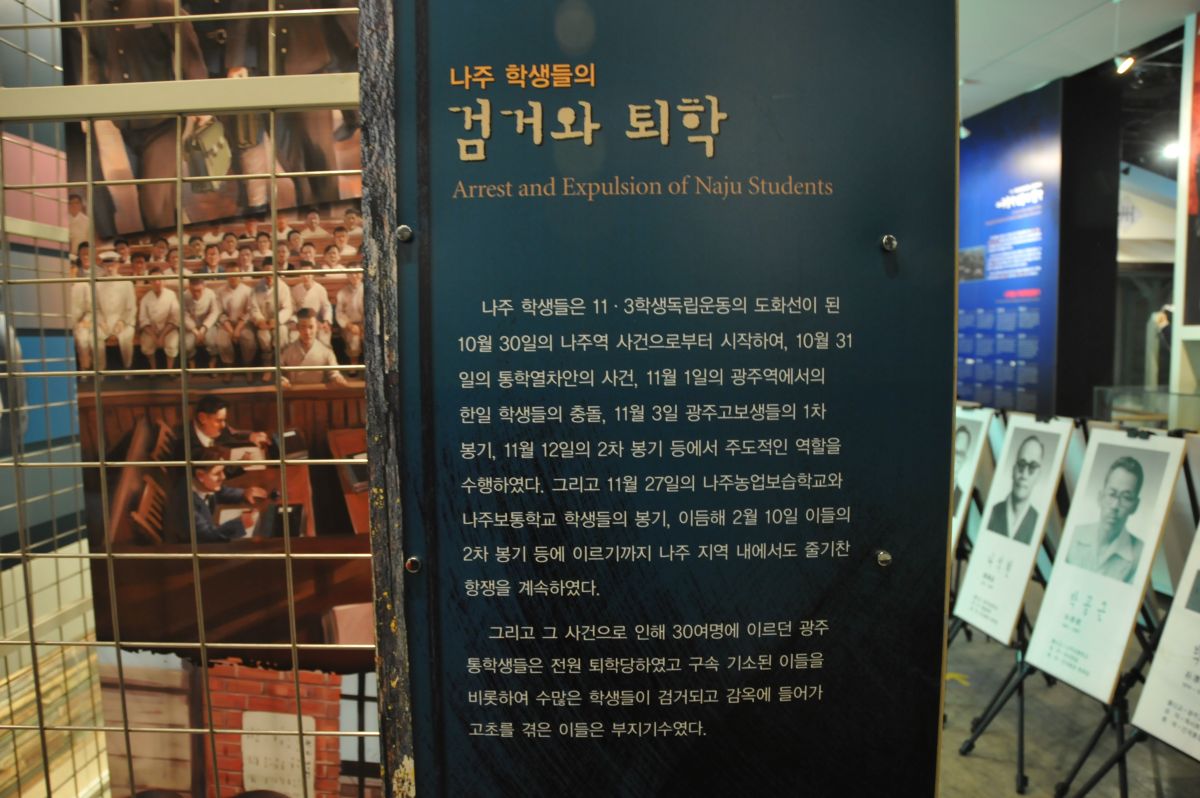 나주 학생들의
검거와 퇴학
Arrest and Expulsion of Naju Students
나주 학생들은 11 · 3학생독립운동의 도화선이 된
10월 30일의 나주역 사건으로부터 시작하여, 10월 31
일의 통학열차안의 사건, 11월 1일의 광주역에서의
한일 학생들의 충돌, 11월 3일 광주고보생들의 1차
봉기, 11월 12일의 2차 봉기 등에서 주도적인 역할을
수행하였다. 그리고 11월 27일의 나주농업보습학교와
나주보통학교 학생들의 봉기, 이듬해 2월 10일 이들의
2차 봉기 등에 이르기까지 나주 지역 내에서도 줄기찬
항쟁을 계속하였다.
그리고 그 사건으로 인해 30여명에 이르던 광주
통학생들은 전원 퇴학당하였고 구속 기소된 이들을
비롯하여 수많은 학생들이 검거되고 감옥에 들어가
고초를 겪은 이들은 부지기수였다.